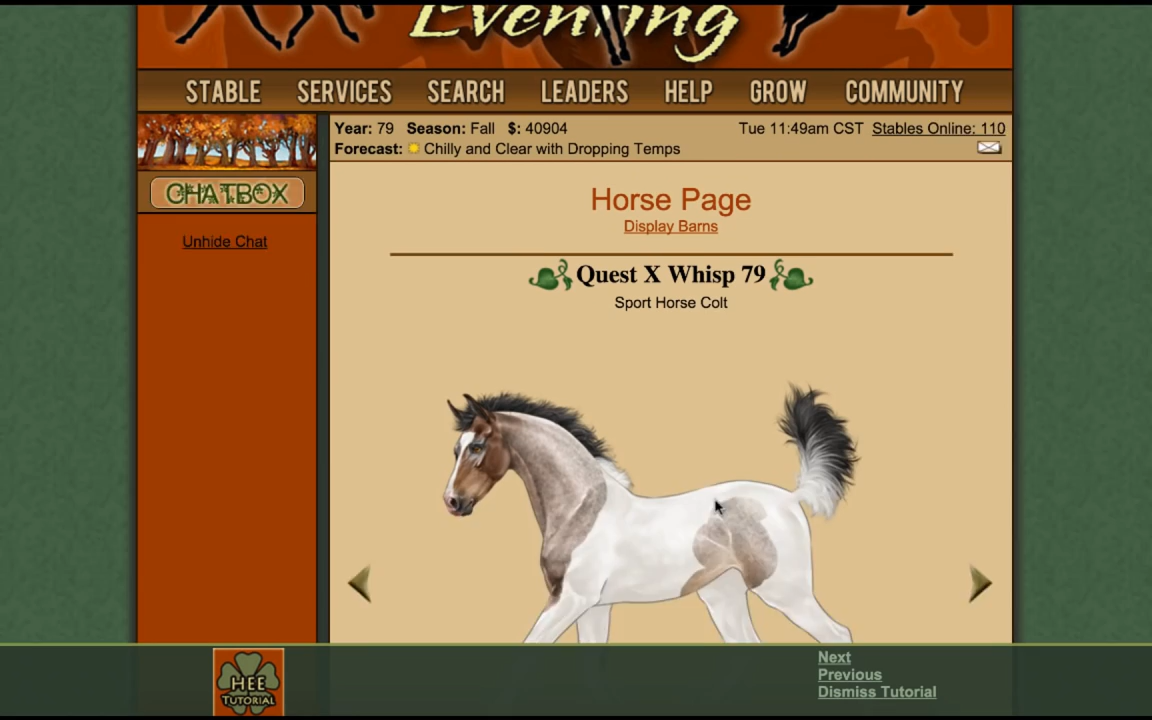 Evening
STABLE SERVICES SEARCH LEADERS HELP GROW COMMUNITY
Year: 79 Season: Fall $: 40904 Tue 11:49am CST Stables Online: 110
Forecast: Chilly and Clear with Dropping Temps
CHATBOX
Unhide Chat
Horse Page
Display Barns
Quest X Whisp 79
Sport Horse Colt
HEE
TUTORIAL
Next
Previous
Dismiss Tutorial